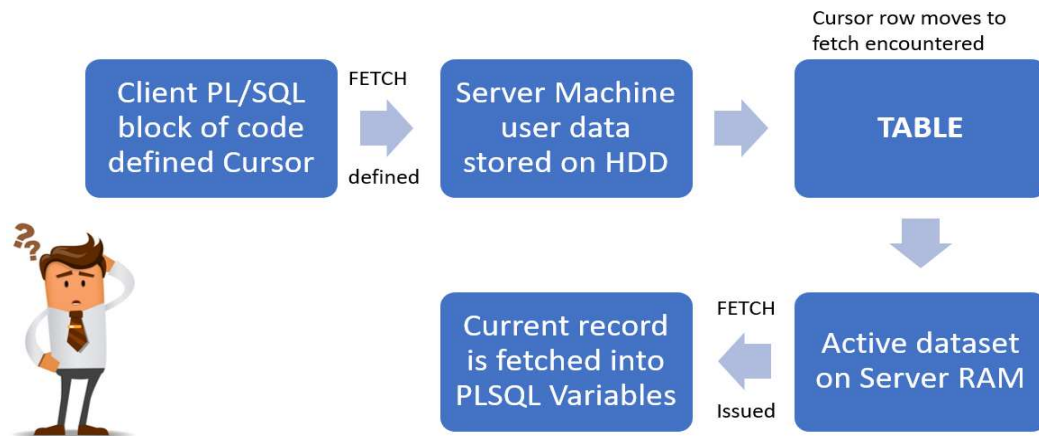 Client PL/SQL
block of code
defined Cursor
FETCH
defined
Server Machine
user data
stored on HDD
Cursor row moves to
fetch encountered
TABLE
Active dataset
on Server RAM
FETCH
Issued
Current record
is fetched into
PLSQL Variables
???